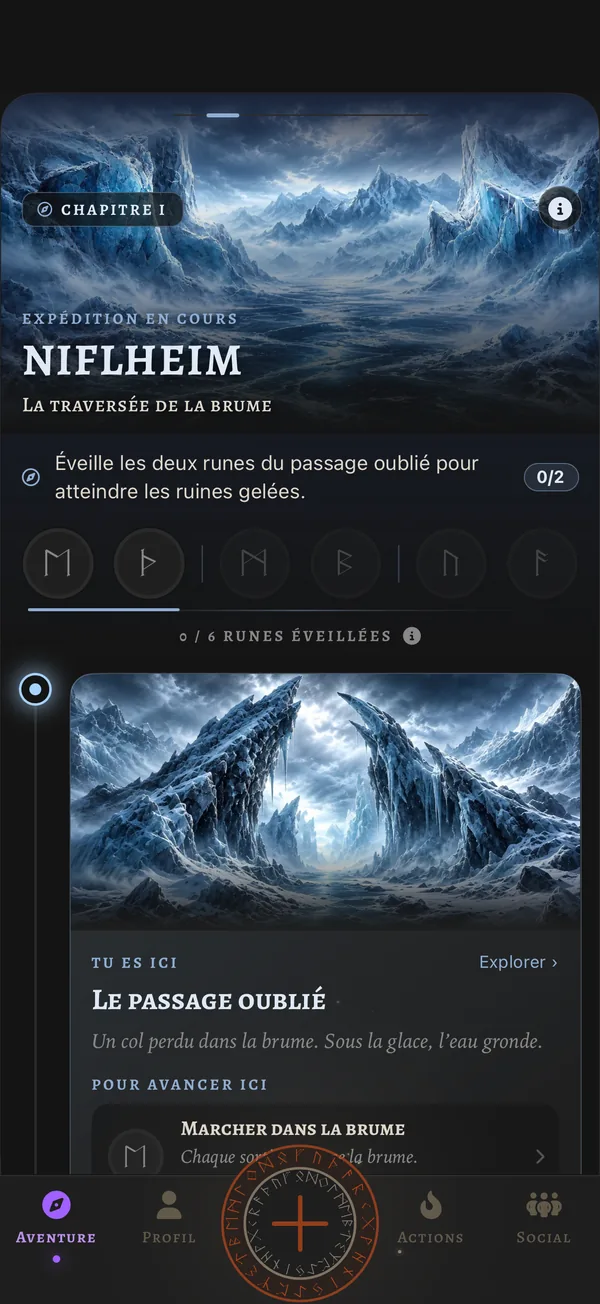 CHAPITRE I
EXPÉDITION EN COURS
NIFLHEIM
LA TRAVERSÉE DE LA BRUME
Éveille les deux runes du passage oublié pour
atteindre les ruines gelées.
0/2
ᛖ ᚦ ᛗ ᛒ ᚢ ᚨ
0 / 6 RUNES ÉVEILLÉES
TU ES ICI
Explorer ›
LE PASSAGE OUBLIÉ
Un col perdu dans la brume. Sous la glace, l’eau gronde.
POUR AVANCER ICI
MARCHER DANS LA BRUME
ᛖ
Chaque la brume.
AVENTURE
PROFIL
ACTIONS
SOCIAL